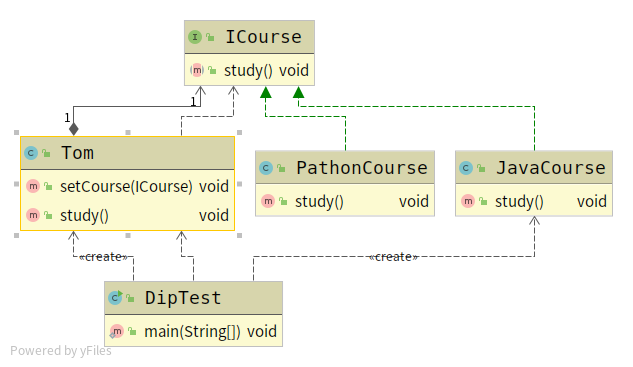 I ICourse
m study() void
1
1
C Tom
m setCourse(ICourse) void
m study() void
C PathonCourse
m study() void
C JavaCourse
m study() void
«create»
«create»
C DipTest
m main(String[]) void
Powered by yFiles